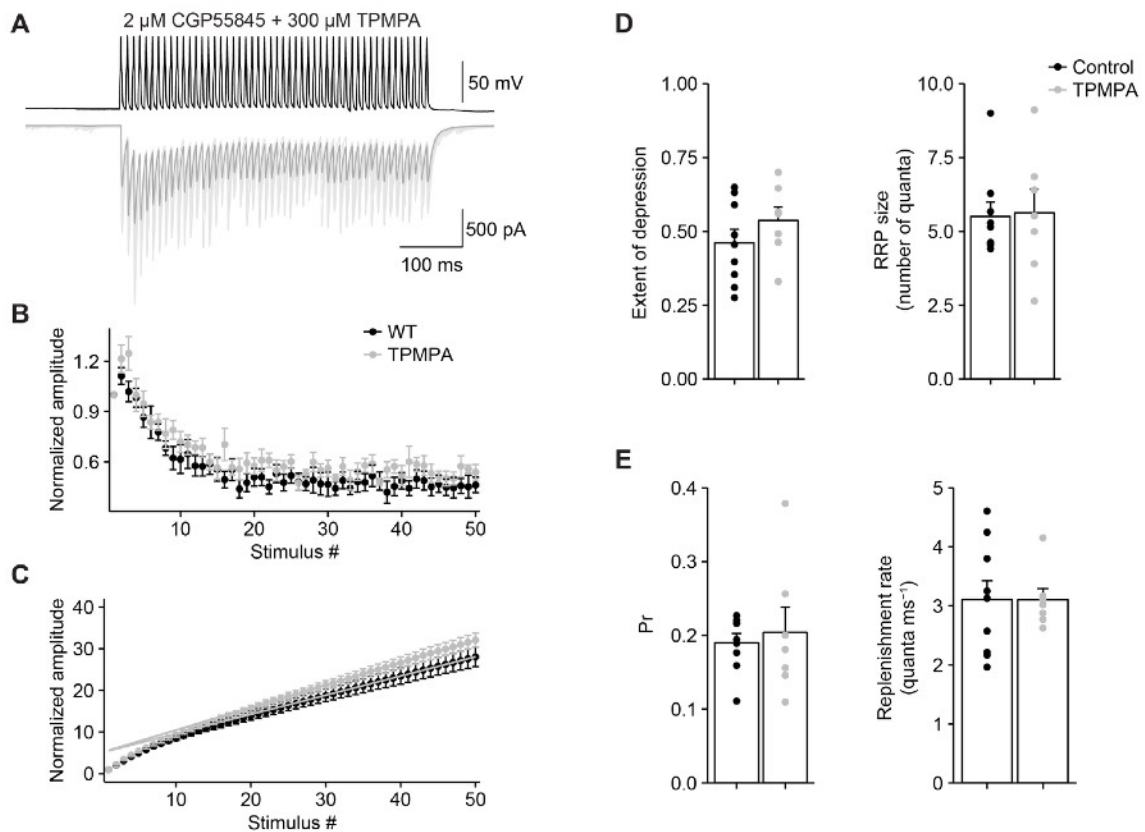 A
2 µM CGP55845 + 300 µM TPMPA
50 mV
500 pA
100 ms
B
WT
TPMPA
Normalized amplitude
1.2
0.9
0.6
10 20 30 40 50
Stimulus #
C
Normalized amplitude
40
30
20
10
0
10 20 30 40 50
Stimulus #
D
Control
TPMPA
Extent of depression
1.00
0.75
0.50
0.25
0.00
RRP size
(number of quanta)
10.0
7.5
5.0
2.5
0.0
E
Pr
0.4
0.3
0.2
0.1
0.0
Replenishment rate
(quanta ms⁻¹)
5
4
3
2
1
0